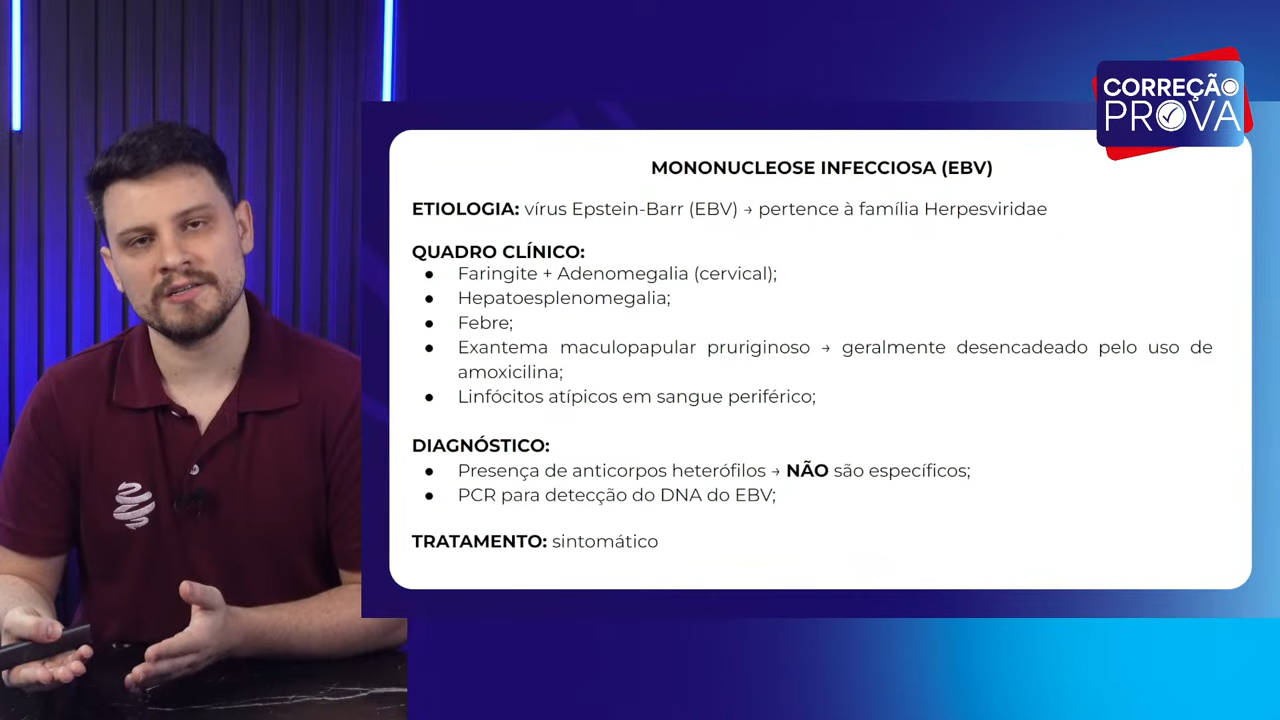 CORREÇÃO
PROVA
MONONUCLEOSE INFECCIOSA (EBV)
ETIOLOGIA: vírus Epstein-Barr (EBV) → pertence à família Herpesviridae
QUADRO CLÍNICO:
● Faringite + Adenomegalia (cervical);
● Hepatoesplenomegalia;
● Febre;
● Exantema maculopapular pruriginoso → geralmente desencadeado pelo uso de
amoxicilina;
● Linfócitos atípicos em sangue periférico;
DIAGNÓSTICO:
● Presença de anticorpos heterófilos → NÃO são específicos;
● PCR para detecção do DNA do EBV;
TRATAMENTO: sintomático